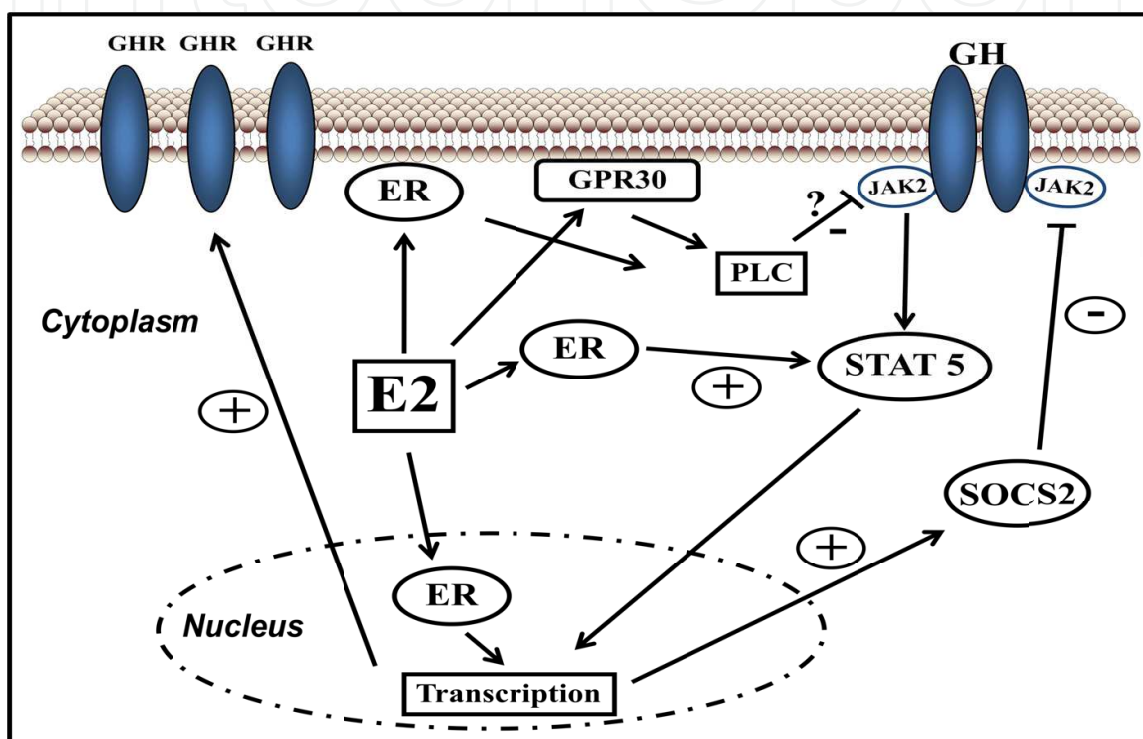 GHR GHR GHR
GH
ER
GPR30
JAK2
JAK2
?
-
PLC
Cytoplasm
ER
STAT 5
E2
+
+
-
SOCS2
+
ER
Nucleus
Transcription